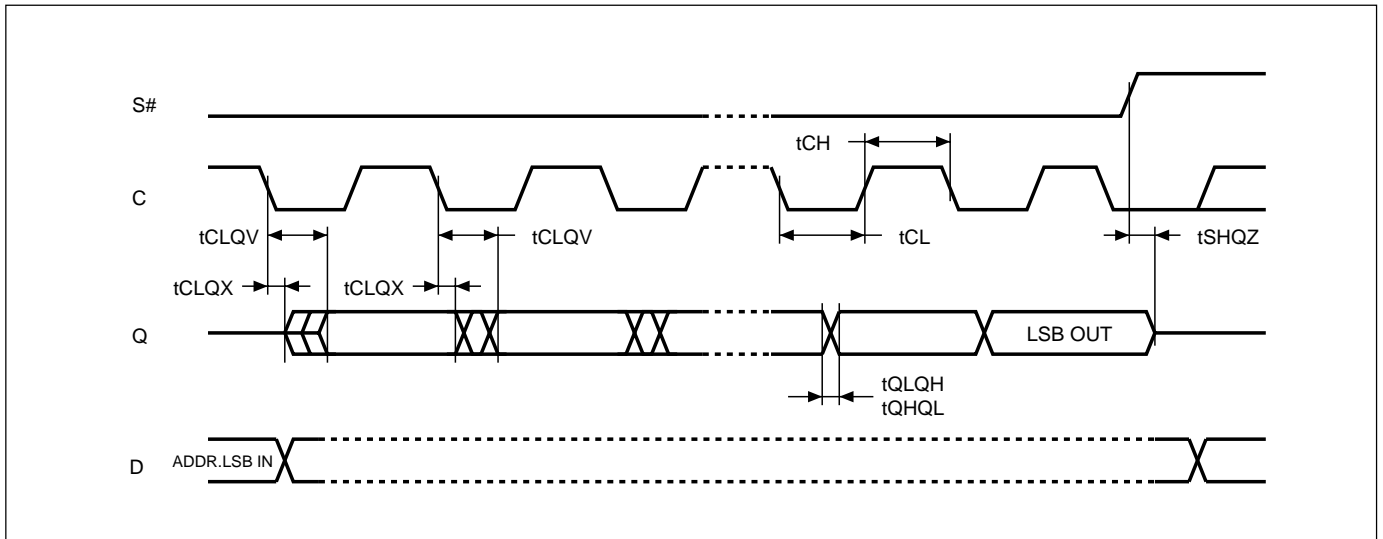 S#
tCH
C
tCLQV
tCLQV
tCL
tSHQZ
tCLQX
tCLQX
Q
LSB OUT
tQLQH
tQHQL
D
ADDR.LSB IN